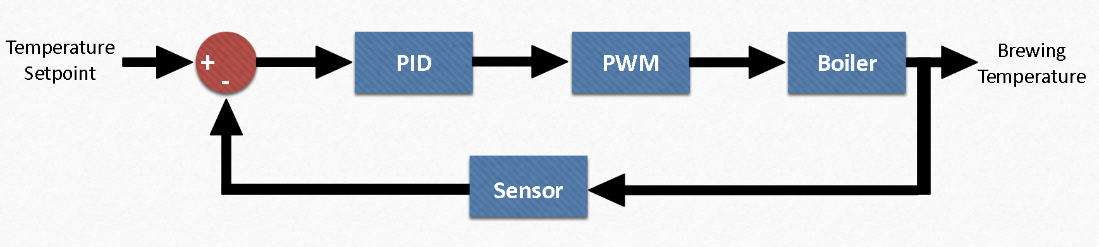 Temperature
Setpoint
+
-
PID
PWM
Boiler
Brewing
Temperature
Sensor